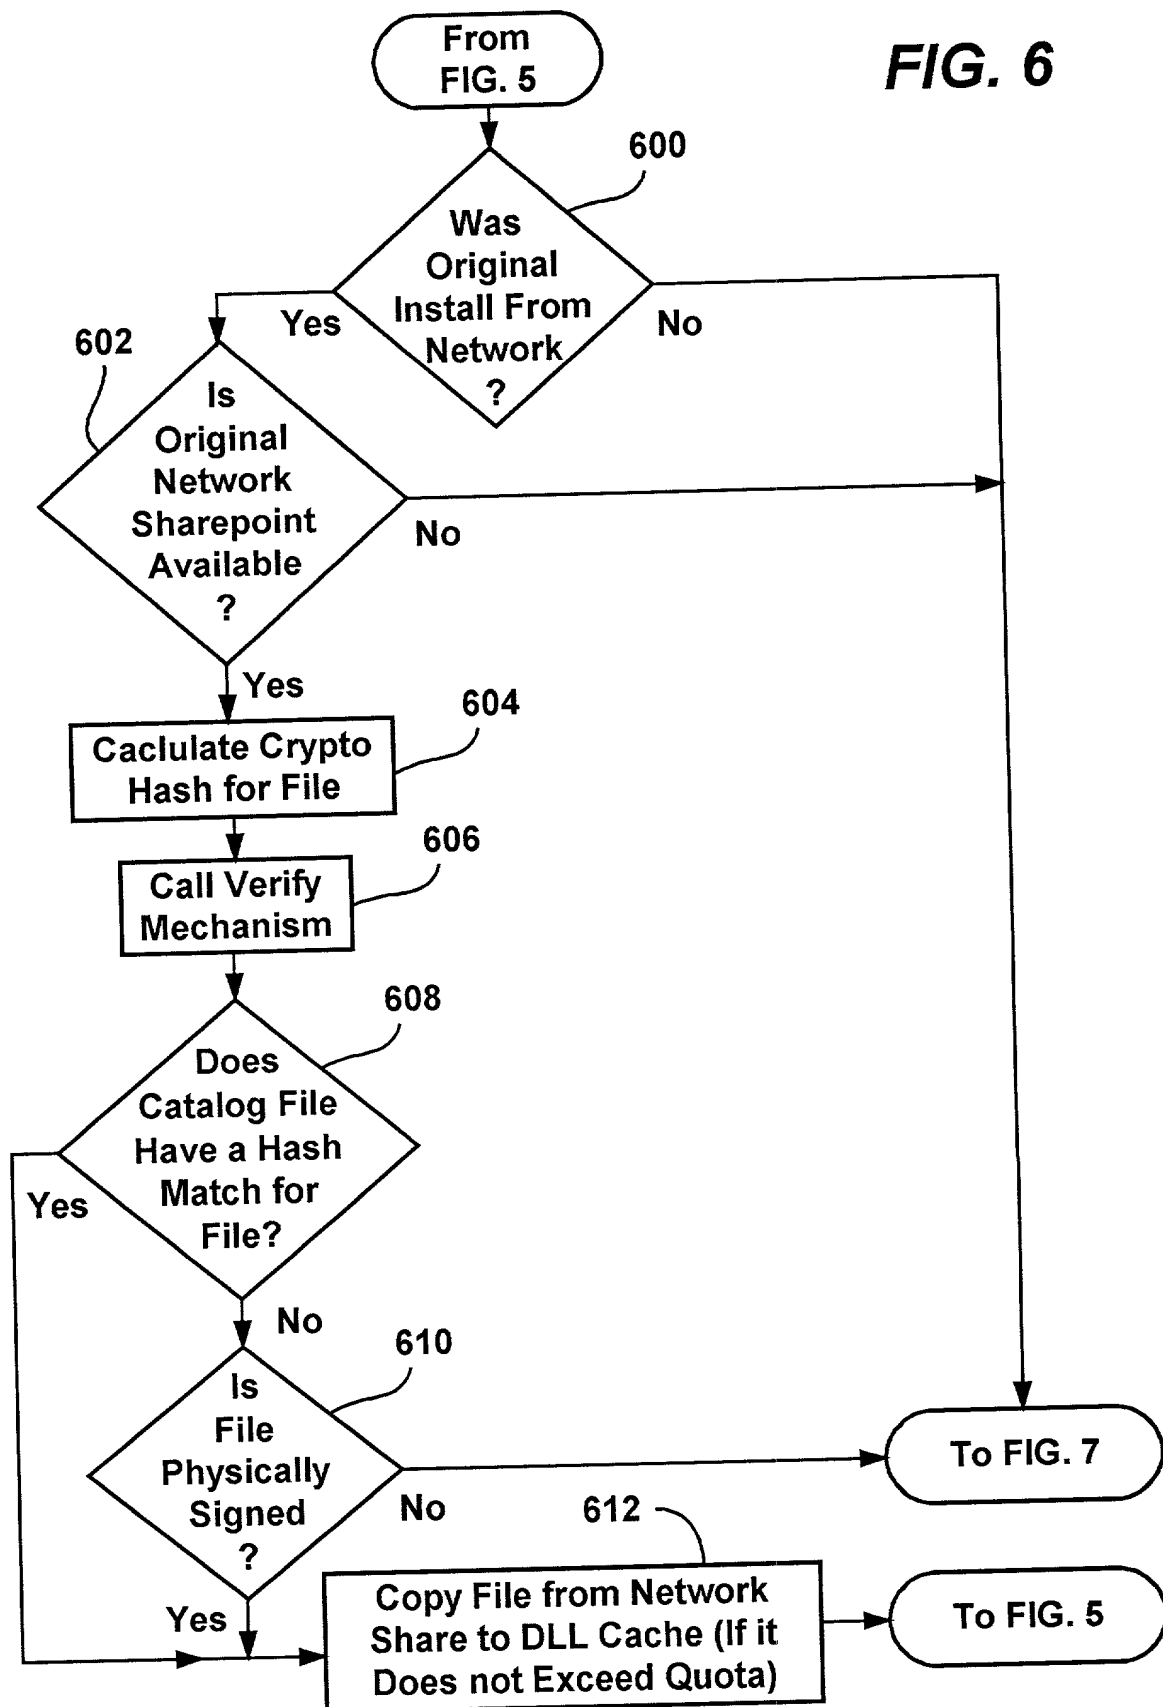 From
FIG. 5
FIG. 6
600
Was
Original
Install From
Network
?
Yes
No
602
Is
Original
Network
Sharepoint
Available
?
No
Yes
604
Caclulate Crypto
Hash for File
606
Call Verify
Mechanism
608
Does
Catalog File
Have a Hash
Match for
File?
Yes
No
610
Is
File
Physically
Signed
?
No
To FIG. 7
Yes
612
Copy File from Network
Share to DLL Cache (If it
Does not Exceed Quota)
To FIG. 5